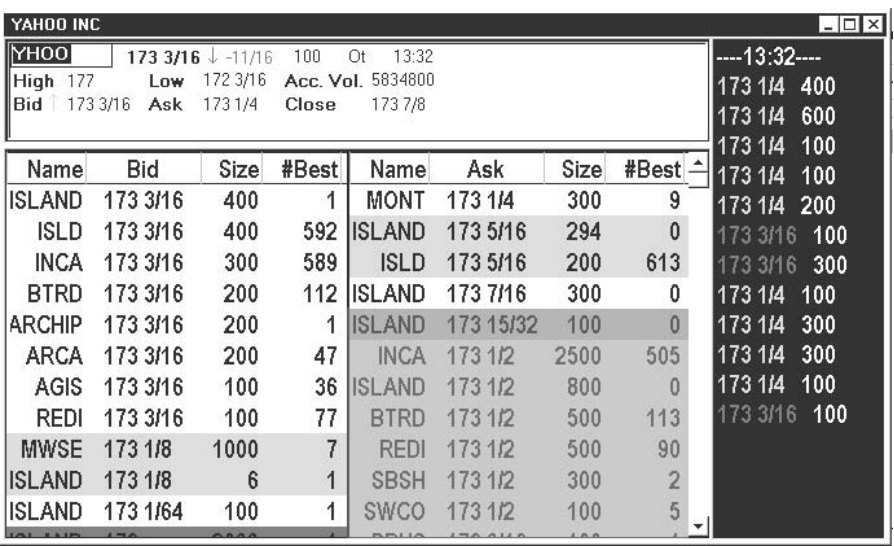 YAHOO INC
YHOO 173 3/16 ↓ -11/16 100 Ot 13:32
High 177 Low 172 3/16 Acc. Vol. 5834800
Bid ↑ 173 3/16 Ask 173 1/4 Close 173 7/8
Name Bid Size #Best Name Ask Size #Best
ISLAND 173 3/16 400 1 MONT 173 1/4 300 9
ISLD 173 3/16 400 592 ISLAND 173 5/16 294 0
INCA 173 3/16 300 589 ISLD 173 5/16 200 613
BTRD 173 3/16 200 112 ISLAND 173 7/16 300 0
ARCHIP 173 3/16 200 1 ISLAND 173 15/32 100 0
ARCA 173 3/16 200 47 INCA 173 1/2 2500 505
AGIS 173 3/16 100 36 ISLAND 173 1/2 800 0
REDI 173 3/16 100 77 BTRD 173 1/2 500 113
MWSE 173 1/8 1000 7 REDI 173 1/2 500 90
ISLAND 173 1/8 6 1 SBSH 173 1/2 300 2
ISLAND 173 1/64 100 1 SWCO 173 1/2 100 5
----13:32----
173 1/4 400
173 1/4 600
173 1/4 100
173 1/4 100
173 1/4 200
173 3/16 100
173 3/16 300
173 1/4 100
173 1/4 300
173 1/4 300
173 1/4 100
173 3/16 100